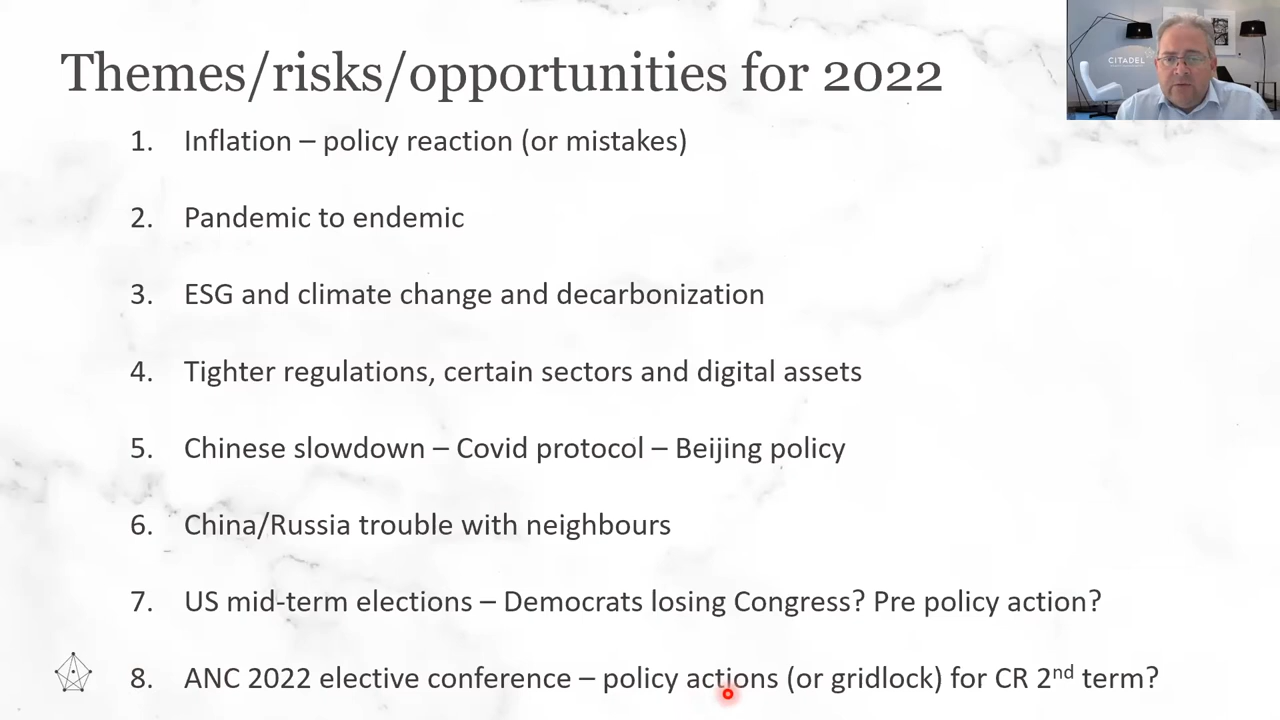 Themes/risks/opportunities for 2022
CITADEL
1. Inflation – policy reaction (or mistakes)
2. Pandemic to endemic
3. ESG and climate change and decarbonization
4. Tighter regulations, certain sectors and digital assets
5. Chinese slowdown – Covid protocol – Beijing policy
6. China/Russia trouble with neighbours
7. US mid-term elections – Democrats losing Congress? Pre policy action?
8. ANC 2022 elective conference – policy actions (or gridlock) for CR 2nd term?